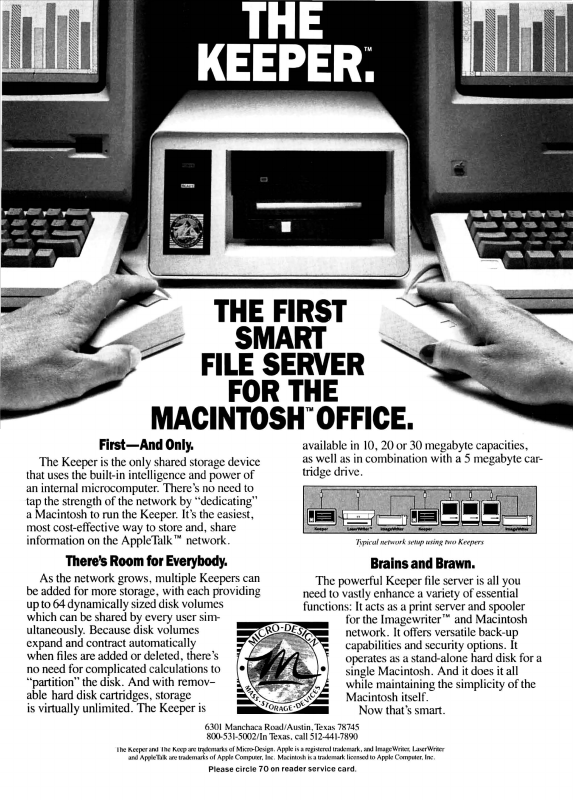 THE
KEEPER.™
READY
THE FIRST
SMART
FILE SERVER
FOR THE
MACINTOSH™ OFFICE.
First—And Only.
The Keeper is the only shared storage device
that uses the built-in intelligence and power of
an internal microcomputer. There's no need to
tap the strength of the network by “dedicating”
a Macintosh to run the Keeper. It's the easiest,
most cost-effective way to store and, share
information on the AppleTalk™ network.
There's Room for Everybody.
As the network grows, multiple Keepers can
be added for more storage, with each providing
up to 64 dynamically sized disk volumes
which can be shared by every user sim-
ultaneously. Because disk volumes
expand and contract automatically
when files are added or deleted, there's
no need for complicated calculations to
“partition” the disk. And with remov-
able hard disk cartridges, storage
is virtually unlimited. The Keeper is
available in 10, 20 or 30 megabyte capacities,
as well as in combination with a 5 megabyte car-
tridge drive.
Keeper LaserWriter ImageWriter Keeper ImageWriter
Typical network setup using two Keepers
Brains and Brawn.
The powerful Keeper file server is all you
need to vastly enhance a variety of essential
functions: It acts as a print server and spooler
for the Imagewriter™ and Macintosh
network. It offers versatile back-up
capabilities and security options. It
operates as a stand-alone hard disk for a
single Macintosh. And it does it all
while maintaining the simplicity of the
Macintosh itself.
Now that's smart.
MICRO-DESIGN
M
MASS·STORAGE·DEVICES
6301 Manchaca Road/Austin, Texas 78745
800-531-5002/In Texas, call 512-441-7890
The Keeper and The Keep are trademarks of Micro-Design. Apple is a registered trademark, and ImageWriter, LaserWriter
and AppleTalk are trademarks of Apple Computer, Inc. Macintosh is a trademark licensed to Apple Computer, Inc.
Please circle 70 on reader service card.